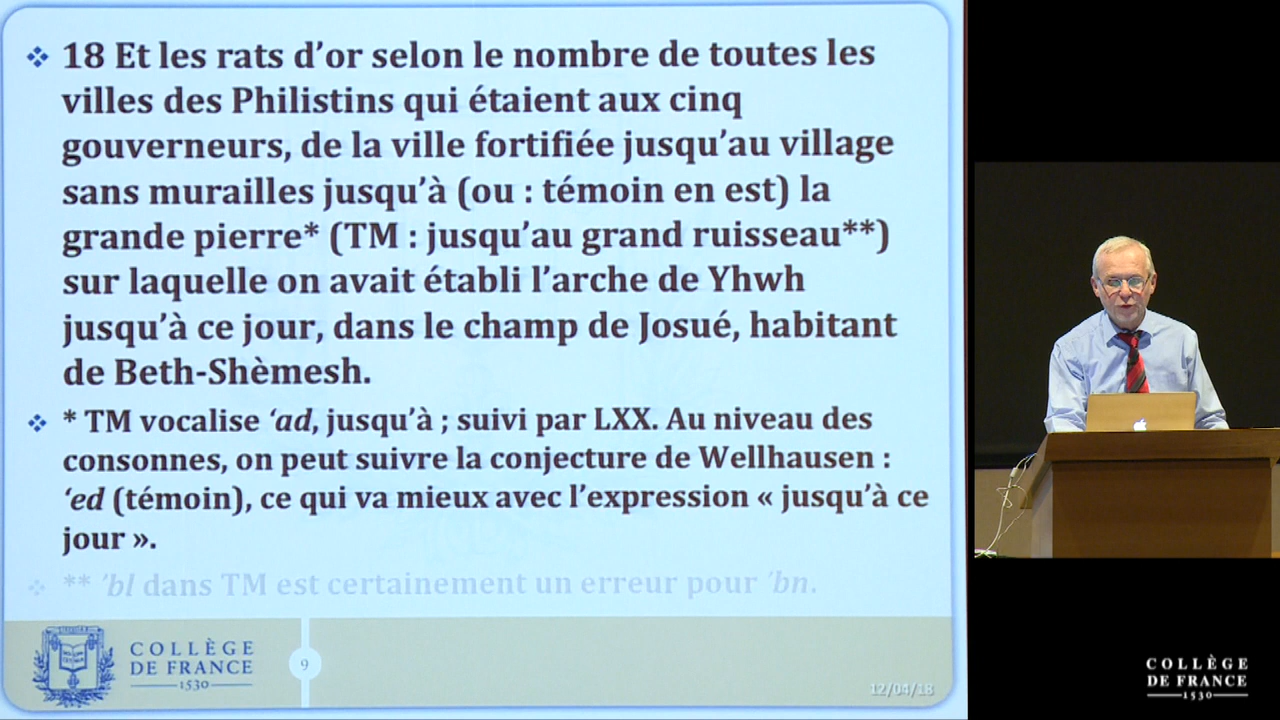 18 Et les rats d’or selon le nombre de toutes les
villes des Philistins qui étaient aux cinq
gouverneurs, de la ville fortifiée jusqu’au village
sans murailles jusqu’à (ou : témoin en est) la
grande pierre* (TM : jusqu’au grand ruisseau**)
sur laquelle on avait établi l’arche de Yhwh
jusqu’à ce jour, dans le champ de Josué, habitant
de Beth-Shèmesh.
* TM vocalise ‘ad, jusqu’à ; suivi par LXX. Au niveau des
consonnes, on peut suivre la conjecture de Wellhausen :
‘ed (témoin), ce qui va mieux avec l’expression « jusqu’à ce
jour ».
** ’bl dans TM est certainement un erreur pour ’bn.
COLLÈGE
DE FRANCE
1530
9
12/04/18
COLLÈGE
DE FRANCE
1530